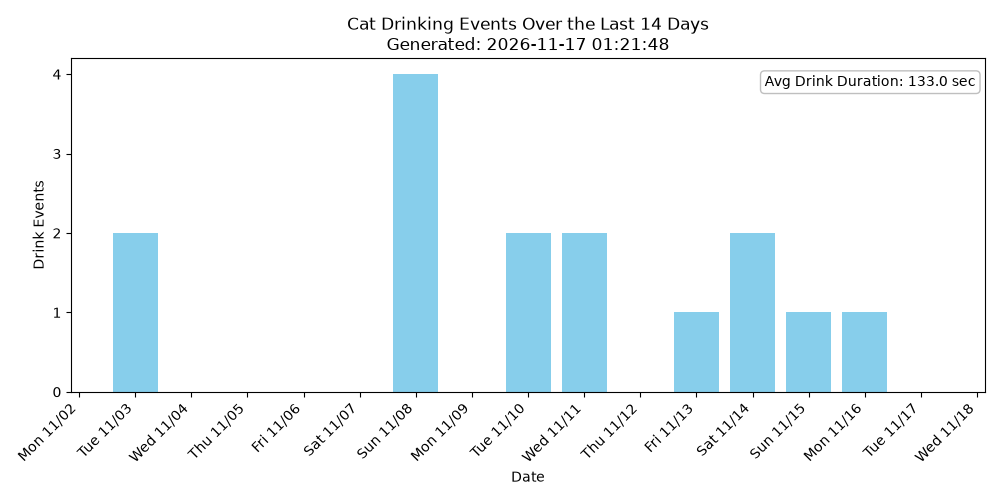 Cat Drinking Events Over the Last 14 Days
Generated: 2026-11-17 01:21:48
Avg Drink Duration: 133.0 sec
Drink Events
4
3
2
1
0
Mon 11/02
Tue 11/03
Wed 11/04
Thu 11/05
Fri 11/06
Sat 11/07
Sun 11/08
Mon 11/09
Tue 11/10
Wed 11/11
Thu 11/12
Fri 11/13
Sat 11/14
Sun 11/15
Mon 11/16
Tue 11/17
Wed 11/18
Date